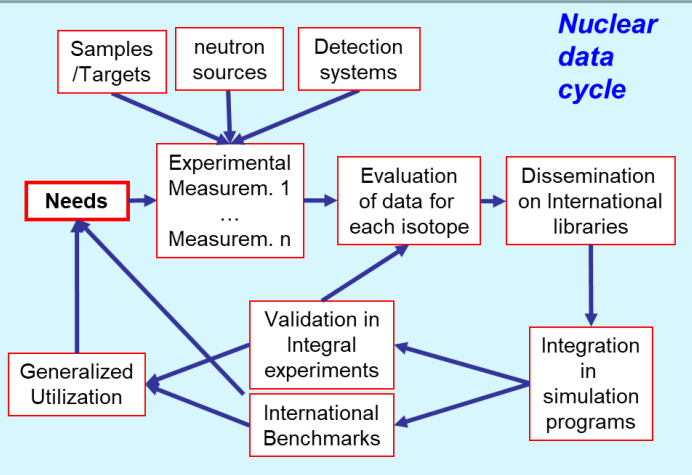 Nuclear
data
cycle
Samples
/Targets
neutron
sources
Detection
systems
Needs
Experimental
Measurem. 1
…
Measurem. n
Evaluation
of data for
each isotope
Dissemination
on International
libraries
Validation in
Integral
experiments
Integration
in
simulation
programs
Generalized
Utilization
International
Benchmarks